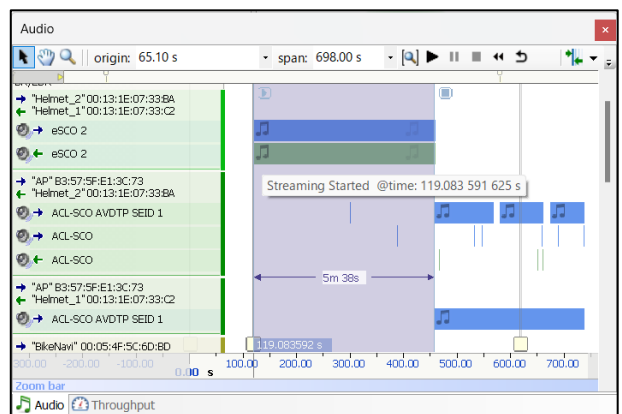 Audio
origin: 65.10 s span: 698.00 s
"Helmet_2" 00:13:1E:07:33:BA
"Helmet_1" 00:13:1E:07:33:C2
eSCO 2
eSCO 2
"AP" B3:57:5F:E1:3C:73
"Helmet_2" 00:13:1E:07:33:BA
Streaming Started @time: 119.083 591 625 s
ACL-SCO AVDTP SEID 1
ACL-SCO
ACL-SCO
5m 38s
"AP" B3:57:5F:E1:3C:73
"Helmet_1" 00:13:1E:07:33:C2
ACL-SCO AVDTP SEID 1
"BikeNavi" 00:05:4F:5C:6D:BD
119.083592 s
300.00 -200.00 -100.00 0.00 s 100.00 200.00 300.00 400.00 500.00 600.00 700.00
Zoom bar
Audio Throughput